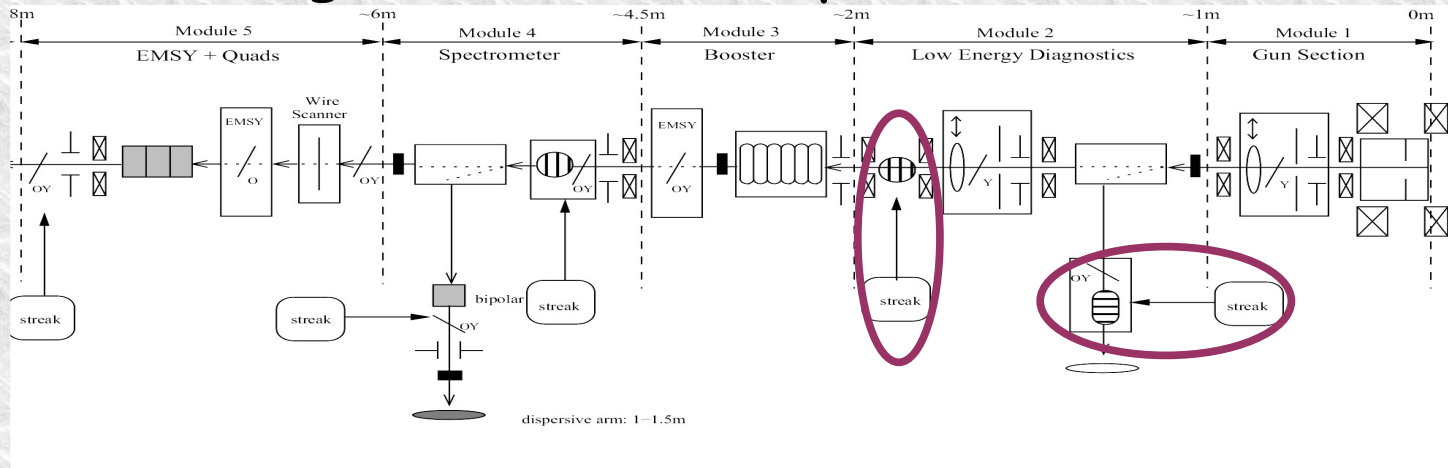 8m ~6m ~4.5m ~2m ~1m 0m
Module 5 Module 4 Module 3 Module 2 Module 1
EMSY + Quads Spectrometer Booster Low Energy Diagnostics Gun Section
Wire
Scanner
EMSY
EMSY
OY
O
OY
OY
OY
Y
Y
OY
bipolar
OY
streak
streak
streak
streak
streak
dispersive arm: 1−1.5m